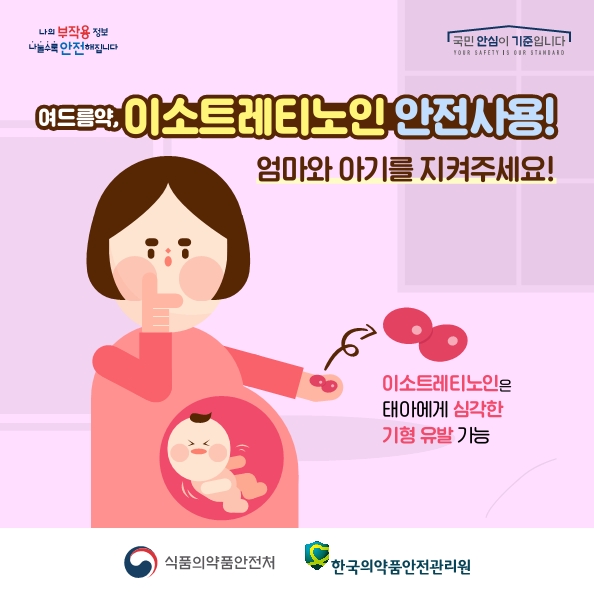 나의 부작용 정보
나눌수록 안전해집니다
국민 안심이 기준입니다
YOUR SAFETY IS OUR STANDARD
여드름약, 이소트레티노인 안전사용!
엄마와 아기를 지켜주세요!
이소트레티노인은
태아에게 심각한
기형 유발 가능
식품의약품안전처
한국의약품안전관리원